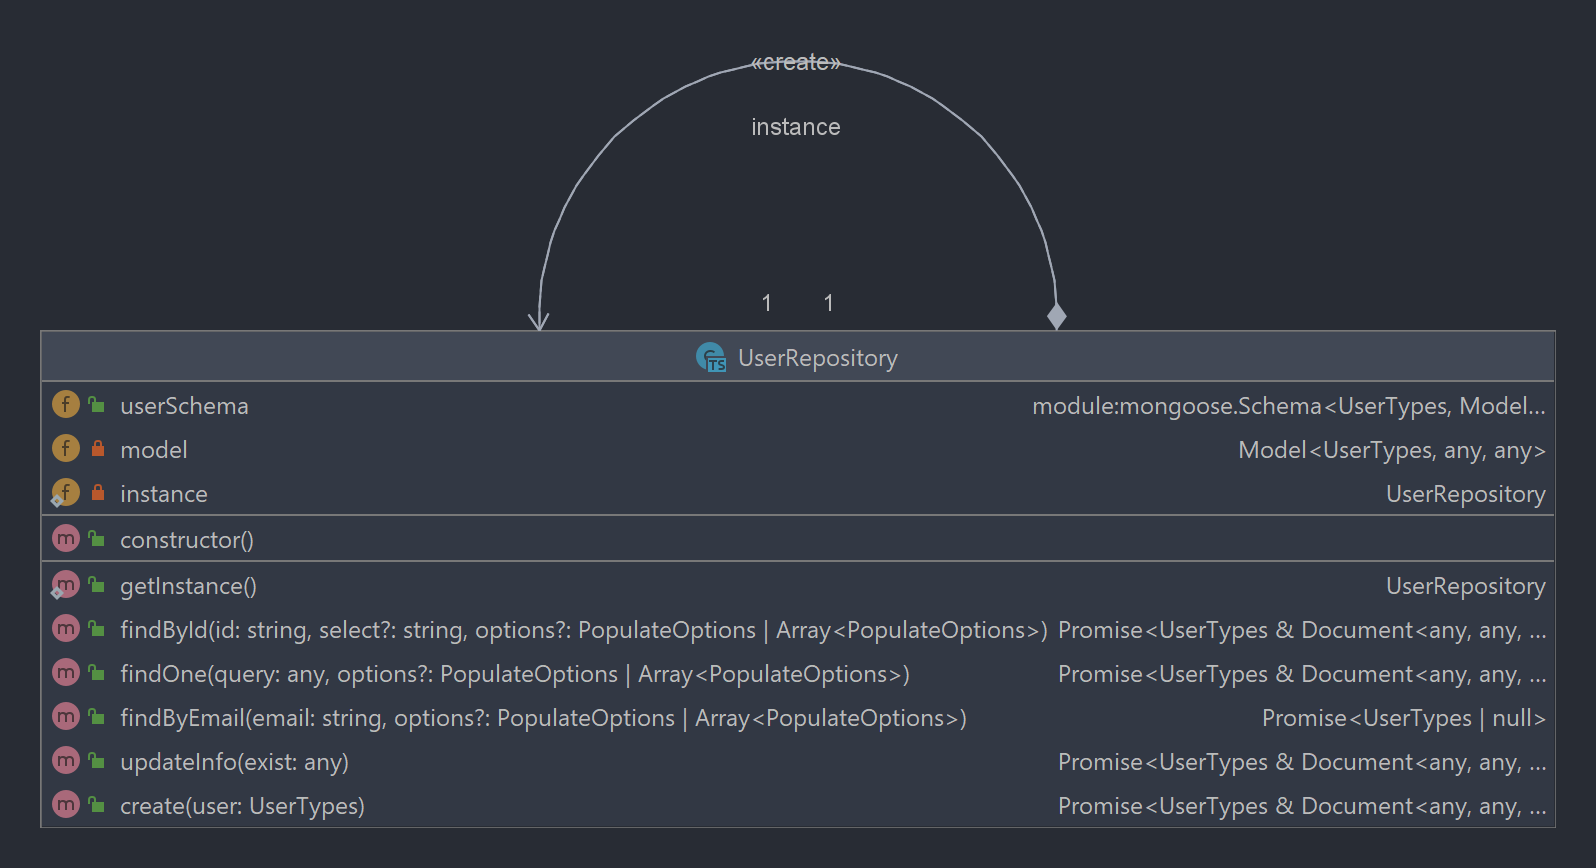 «create»
instance
1 1
UserRepository
userSchema module:mongoose.Schema<UserTypes, Model...
model Model<UserTypes, any, any>
instance UserRepository
constructor()
getInstance() UserRepository
findById(id: string, select?: string, options?: PopulateOptions | Array<PopulateOptions>) Promise<UserTypes & Document<any, any, ...
findOne(query: any, options?: PopulateOptions | Array<PopulateOptions>) Promise<UserTypes & Document<any, any, ...
findByEmail(email: string, options?: PopulateOptions | Array<PopulateOptions>) Promise<UserTypes | null>
updateInfo(exist: any) Promise<UserTypes & Document<any, any, ...
create(user: UserTypes) Promise<UserTypes & Document<any, any, ...